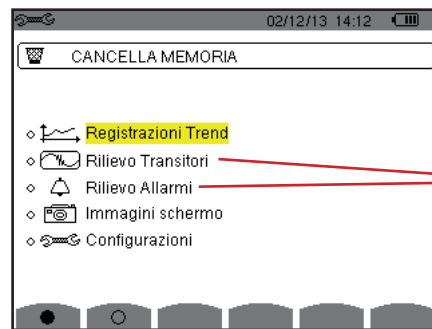 02/12/13 14:12
CANCELLA MEMORIA
Registrazioni Trend
Rilievo Transitori
Rilievo Allarmi
Immagini schermo
Configurazioni